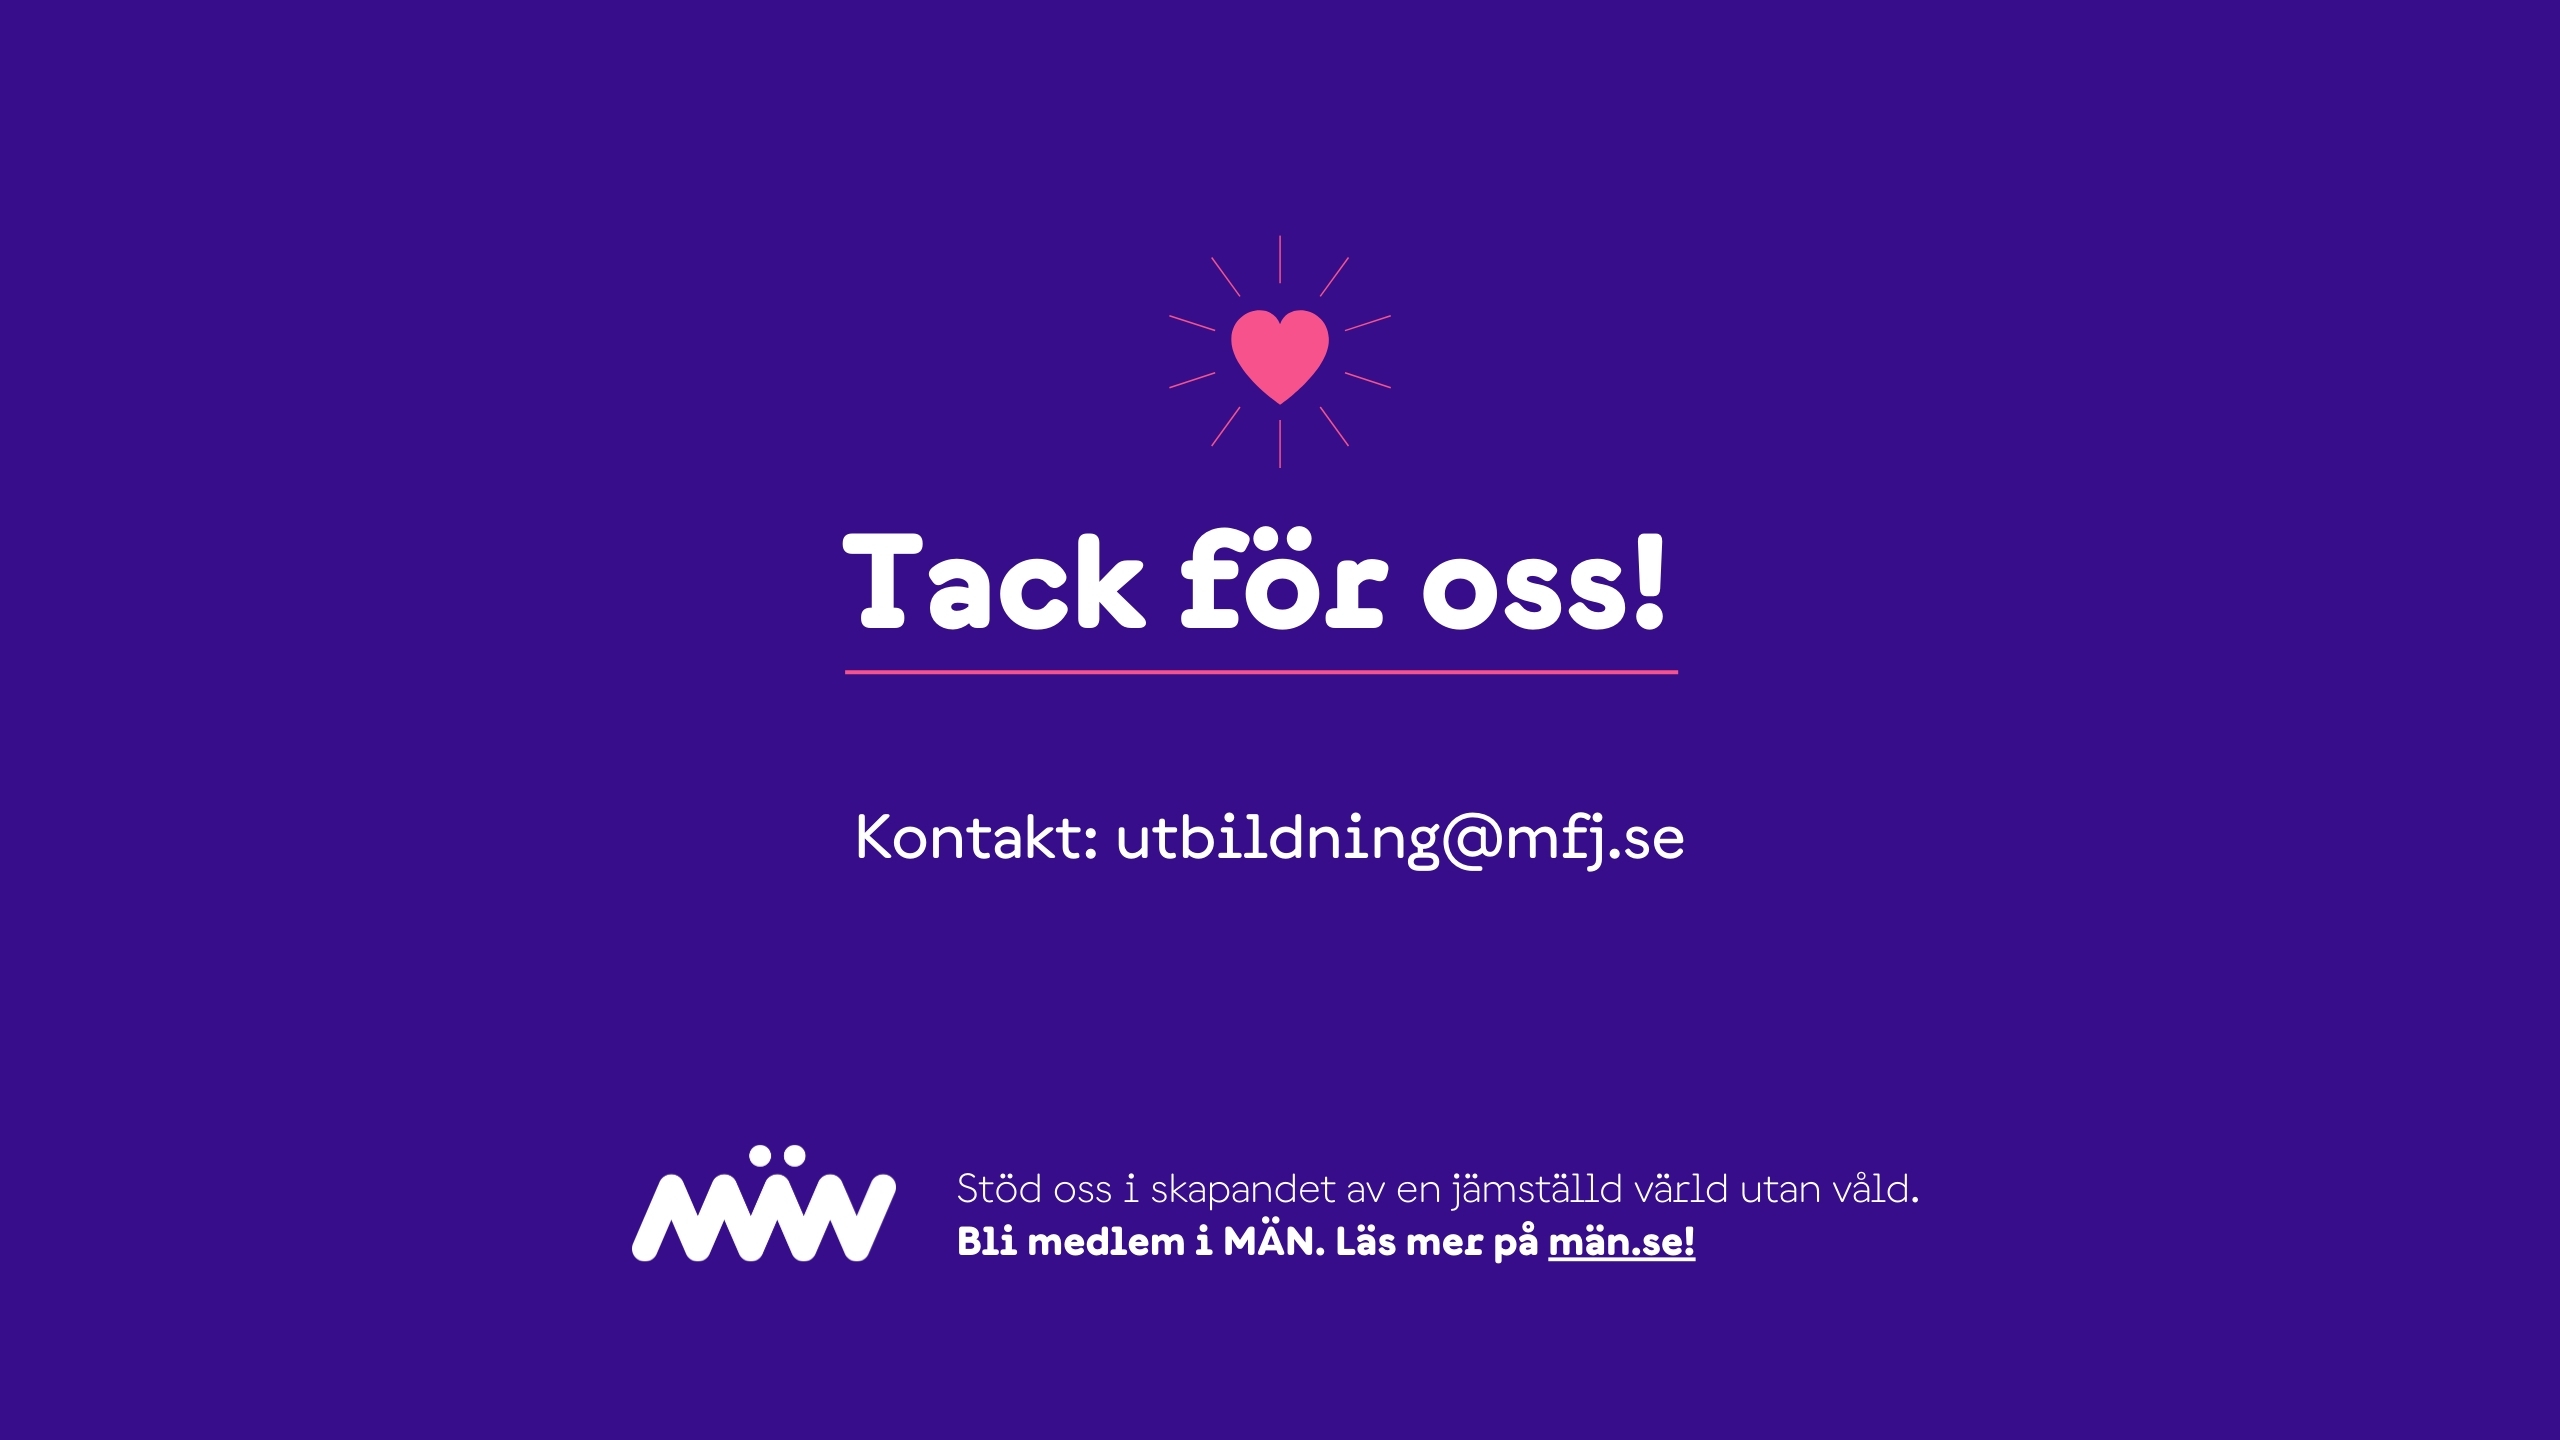 Tack för oss!
Kontakt: utbildning@mfj.se
MÄN
Stöd oss i skapandet av en jämställd värld utan våld.
Bli medlem i MÄN. Läs mer på män.se!